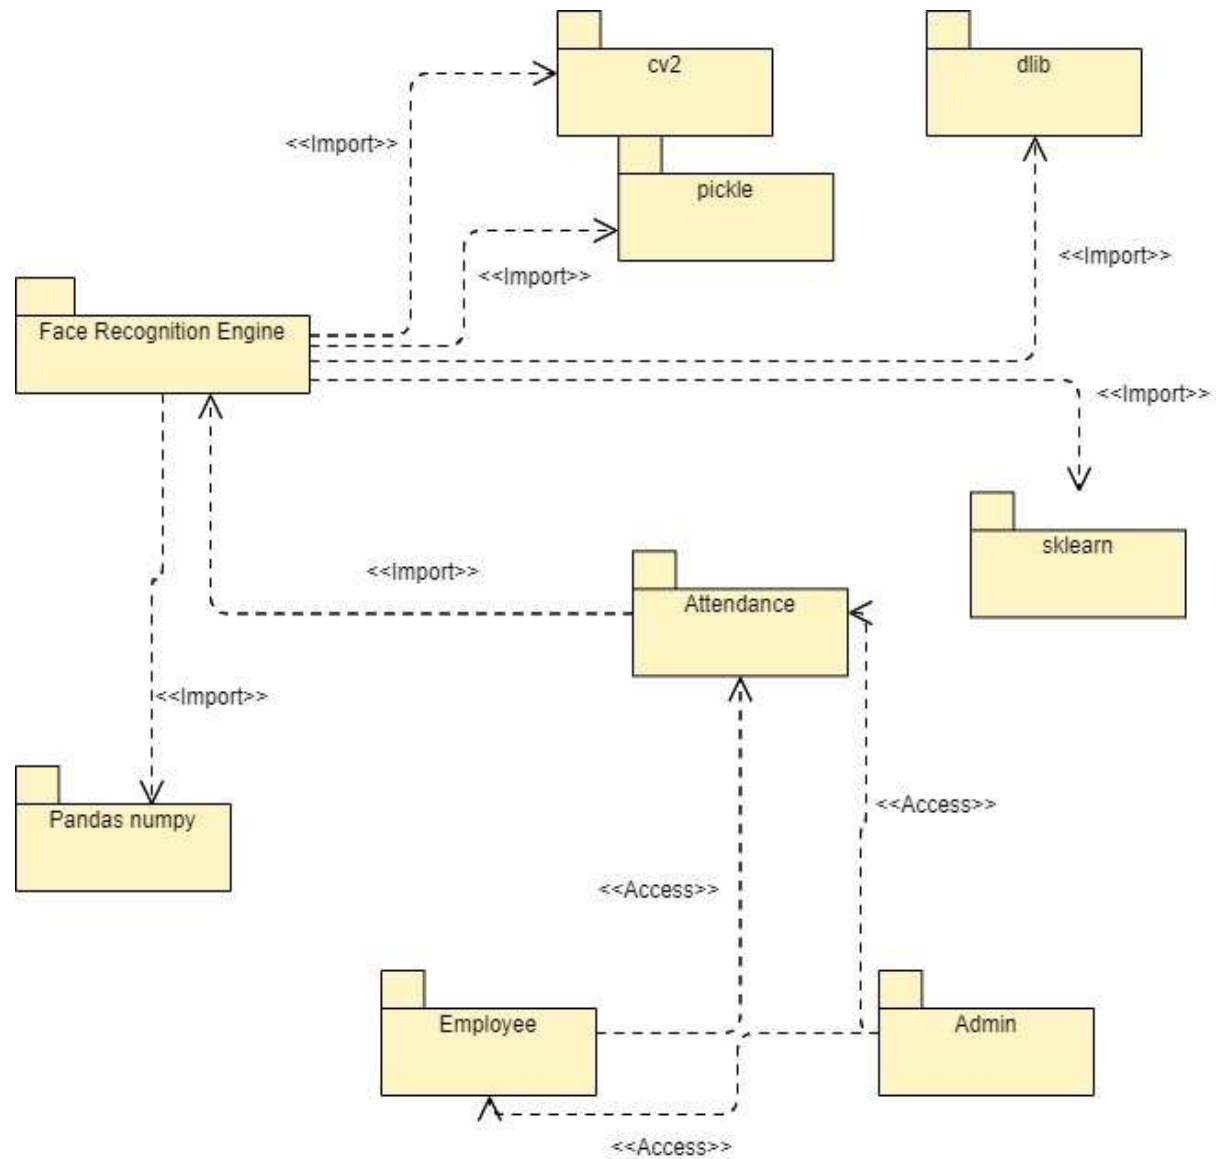 cv2
dlib
<<Import>>
pickle
<<Import>>
<<Import>>
Face Recognition Engine
<<Import>>
sklearn
<<Import>>
Attendance
<<Import>>
<<Access>>
Pandas numpy
<<Access>>
Employee
Admin
<<Access>>